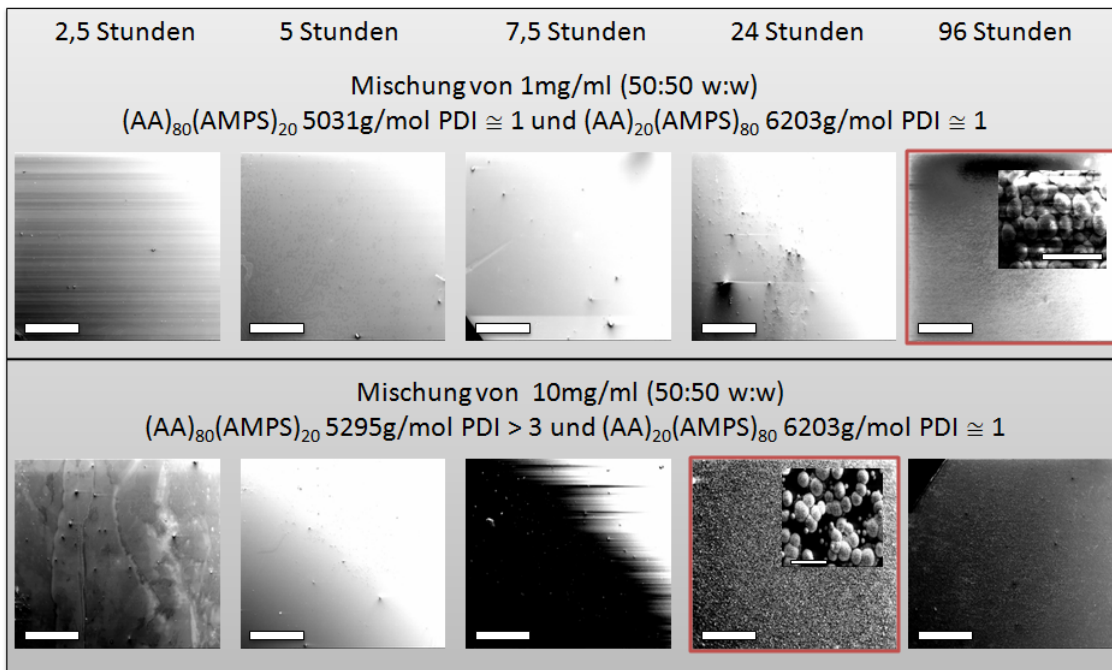 2,5 Stunden 5 Stunden 7,5 Stunden 24 Stunden 96 Stunden
Mischung von 1mg/ml (50:50 w:w)
(AA)₈₀(AMPS)₂₀ 5031g/mol PDI ≅ 1 und (AA)₂₀(AMPS)₈₀ 6203g/mol PDI ≅ 1
Mischung von 10mg/ml (50:50 w:w)
(AA)₈₀(AMPS)₂₀ 5295g/mol PDI > 3 und (AA)₂₀(AMPS)₈₀ 6203g/mol PDI ≅ 1